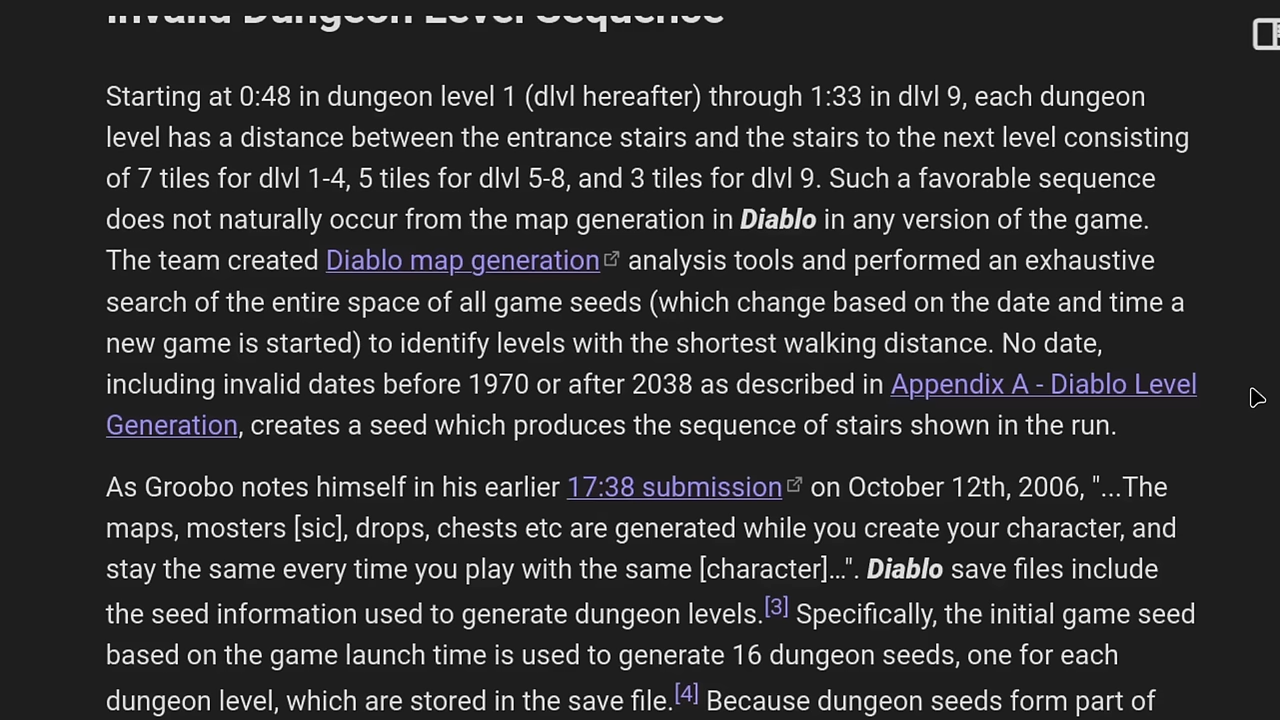 Invalid Dungeon Level Sequence
Starting at 0:48 in dungeon level 1 (dlvl hereafter) through 1:33 in dlvl 9, each dungeon
level has a distance between the entrance stairs and the stairs to the next level consisting
of 7 tiles for dlvl 1-4, 5 tiles for dlvl 5-8, and 3 tiles for dlvl 9. Such a favorable sequence
does not naturally occur from the map generation in Diablo in any version of the game.
The team created Diablo map generation analysis tools and performed an exhaustive
search of the entire space of all game seeds (which change based on the date and time a
new game is started) to identify levels with the shortest walking distance. No date,
including invalid dates before 1970 or after 2038 as described in Appendix A - Diablo Level
Generation, creates a seed which produces the sequence of stairs shown in the run.
As Groobo notes himself in his earlier 17:38 submission on October 12th, 2006, "...The
maps, mosters [sic], drops, chests etc are generated while you create your character, and
stay the same every time you play with the same [character]…". Diablo save files include
the seed information used to generate dungeon levels.[3] Specifically, the initial game seed
based on the game launch time is used to generate 16 dungeon seeds, one for each
dungeon level, which are stored in the save file.[4] Because dungeon seeds form part of